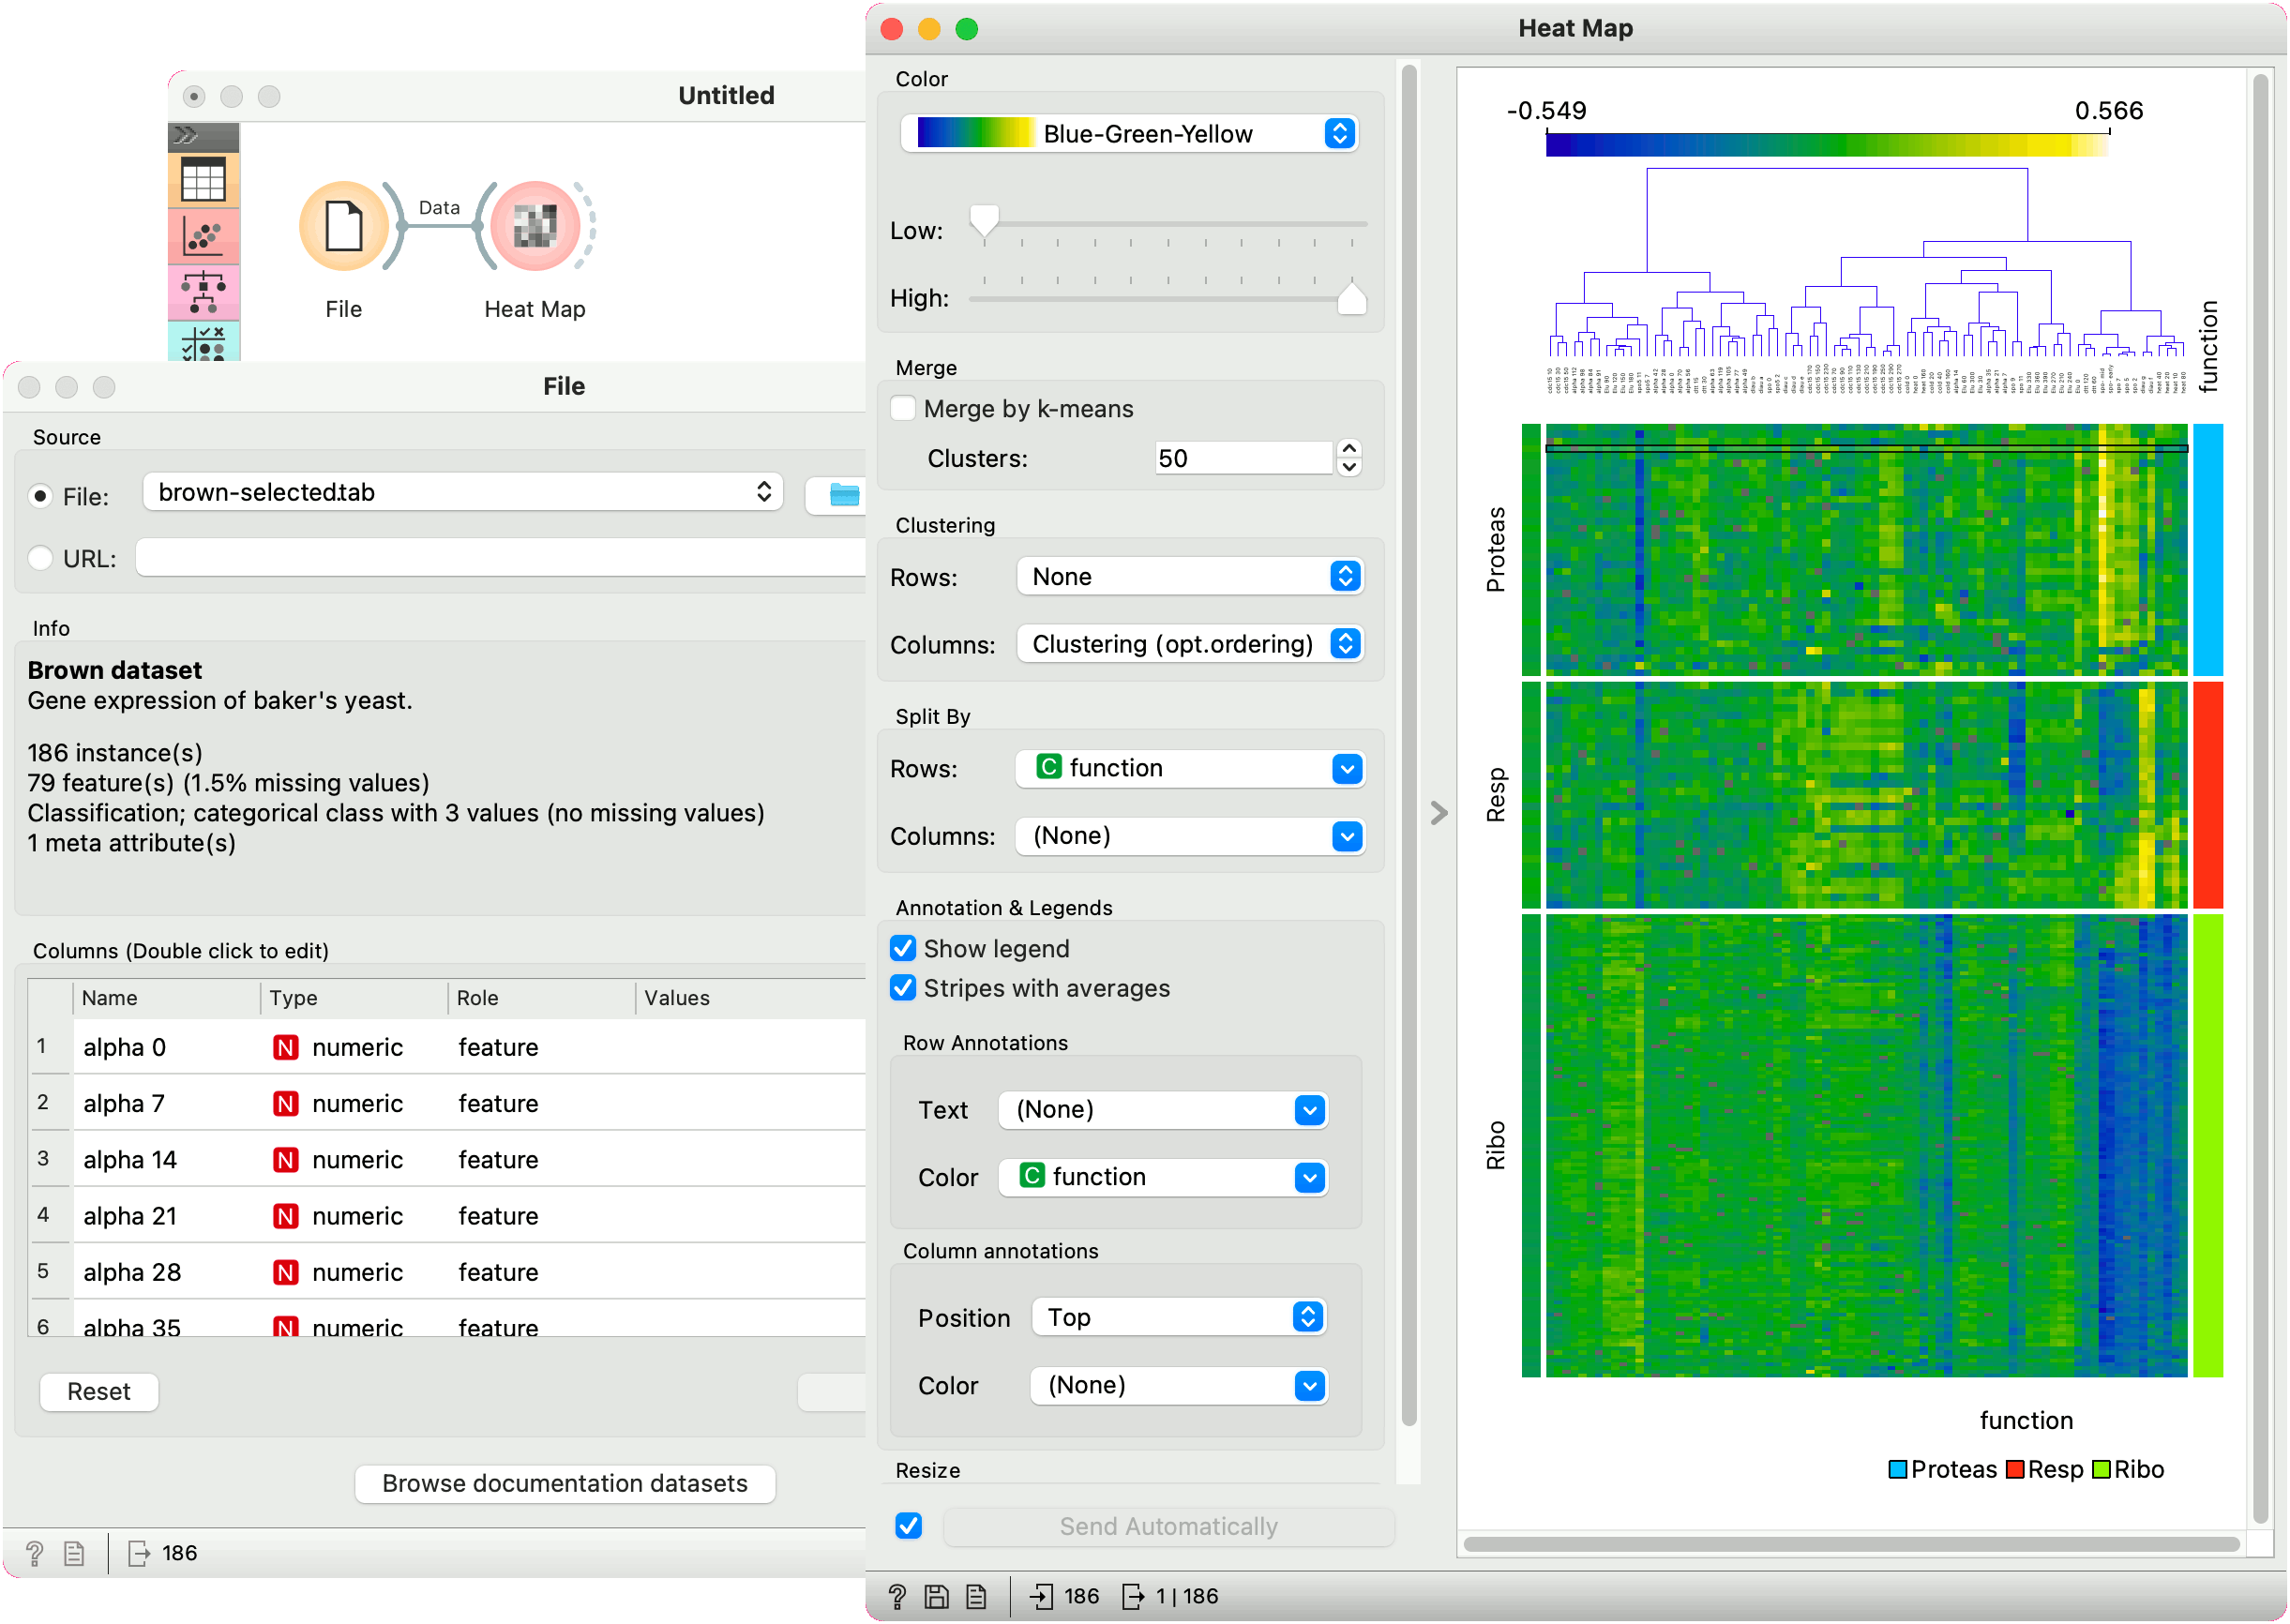 Untitled
Data
File
Heat Map
File
Source
File:
brown-selected.tab
URL:
Info
Brown dataset
Gene expression of baker's yeast.
186 instance(s)
79 feature(s) (1.5% missing values)
Classification; categorical class with 3 values (no missing values)
1 meta attribute(s)
Columns (Double click to edit)
Name Type Role Values
1 alpha 0 N numeric feature
2 alpha 7 N numeric feature
3 alpha 14 N numeric feature
4 alpha 21 N numeric feature
5 alpha 28 N numeric feature
6 alpha 35 N numeric feature
Reset
Browse documentation datasets
? 186
Heat Map
Color
Blue-Green-Yellow
Low:
High:
Merge
Merge by k-means
Clusters: 50
Clustering
Rows: None
Columns: Clustering (opt.ordering)
Split By
Rows: C function
Columns: (None)
Annotation & Legends
Show legend
Stripes with averages
Row Annotations
Text (None)
Color C function
Column annotations
Position Top
Color (None)
Resize
Send Automatically
? 186 1 | 186
-0.549 0.566
function
Proteas
Resp
Ribo
function
Proteas Resp Ribo